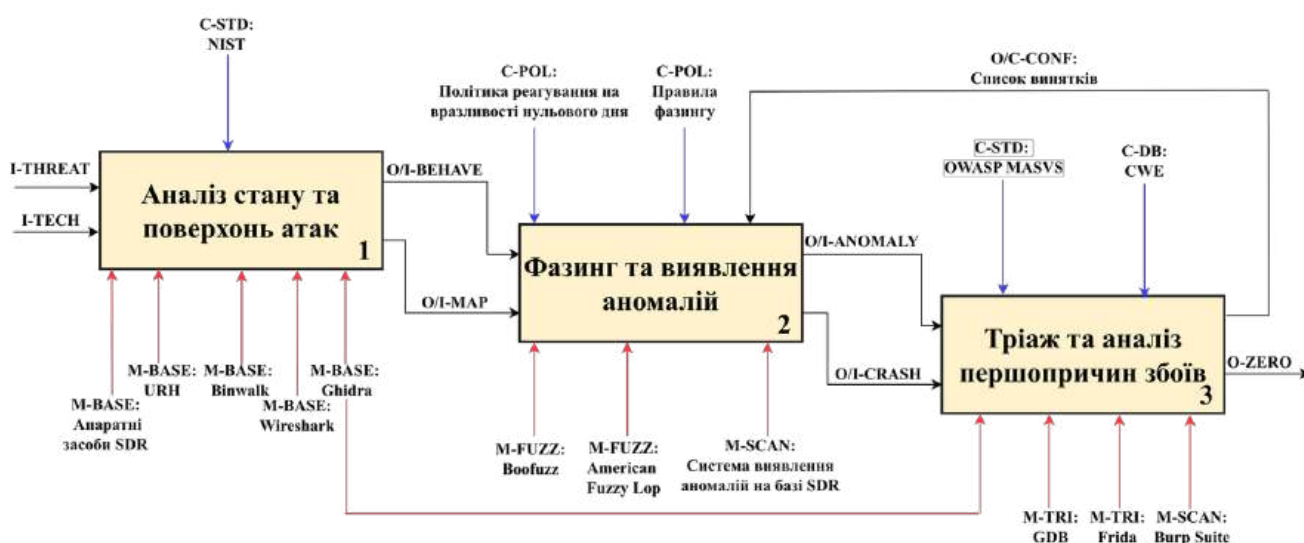 C-STD:
NIST
C-POL:
Політика реагування на
вразливості нульового дня
C-POL:
Правила
фазингу
O/C-CONF:
Список винятків
C-STD:
OWASP MASVS
C-DB:
CWE
I-THREAT
I-TECH
Аналіз стану та
поверхонь атак
1
O/I-BEHAVE
O/I-MAP
Фазинг та виявлення
аномалій
2
O/I-ANOMALY
O/I-CRASH
Тріаж та аналіз
першопричин збоїв
3
O-ZERO
M-BASE:
Апаратні
засоби SDR
M-BASE:
URH
M-BASE:
Binwalk
M-BASE:
Wireshark
M-BASE:
Ghidra
M-FUZZ:
Boofuzz
M-FUZZ:
American
Fuzzy Lop
M-SCAN:
Система виявлення
аномалій на базі SDR
M-TRI:
GDB
M-TRI:
Frida
M-SCAN:
Burp Suite